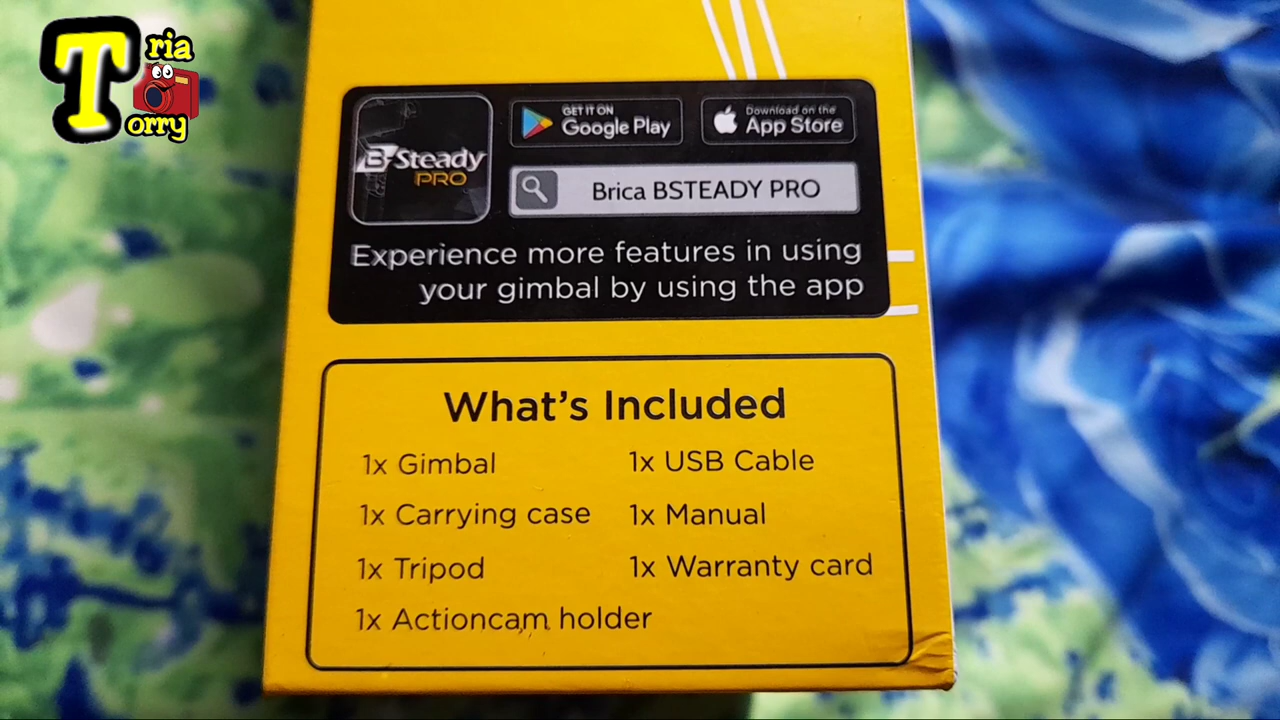 Tria
Torry
GET IT ON
Google Play
Download on the
App Store
B-Steady
PRO
Brica BSTEADY PRO
Experience more features in using
your gimbal by using the app
What's Included
1x Gimbal
1x USB Cable
1x Carrying case
1x Manual
1x Tripod
1x Warranty card
1x Actioncam holder